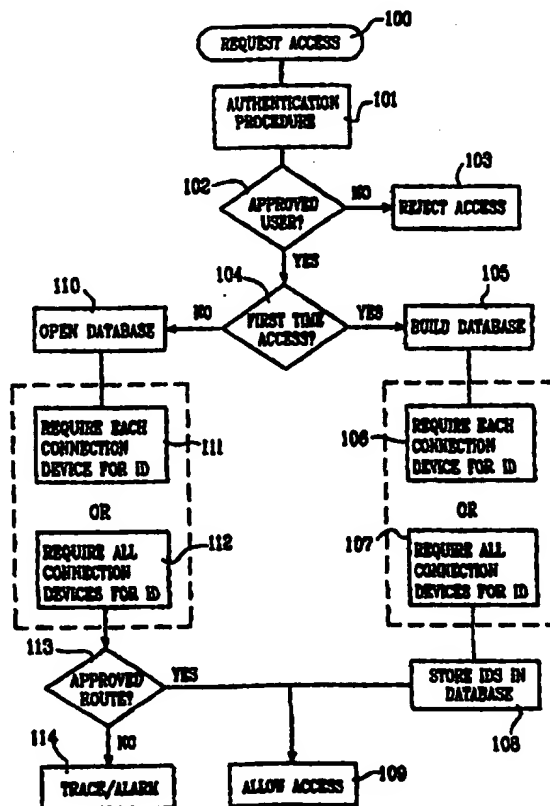 REQUEST ACCESS
100
AUTHENTICATION
PROCEDURE
101
102
APPROVED
USER?
NO
103
REJECT ACCESS
YES
104
FIRST TIME
ACCESS?
NO
YES
110
OPEN DATABASE
105
BUILD DATABASE
REQUIRE EACH
CONNECTION
DEVICE FOR ID
111
OR
REQUIRE ALL
CONNECTION
DEVICES FOR ID
112
106
REQUIRE EACH
CONNECTION
DEVICE FOR ID
OR
107
REQUIRE ALL
CONNECTION
DEVICES FOR ID
113
APPROVED
ROUTE?
YES
NO
STORE IDS IN
DATABASE
108
114
TRACE/ALARM
ALLOW ACCESS
109